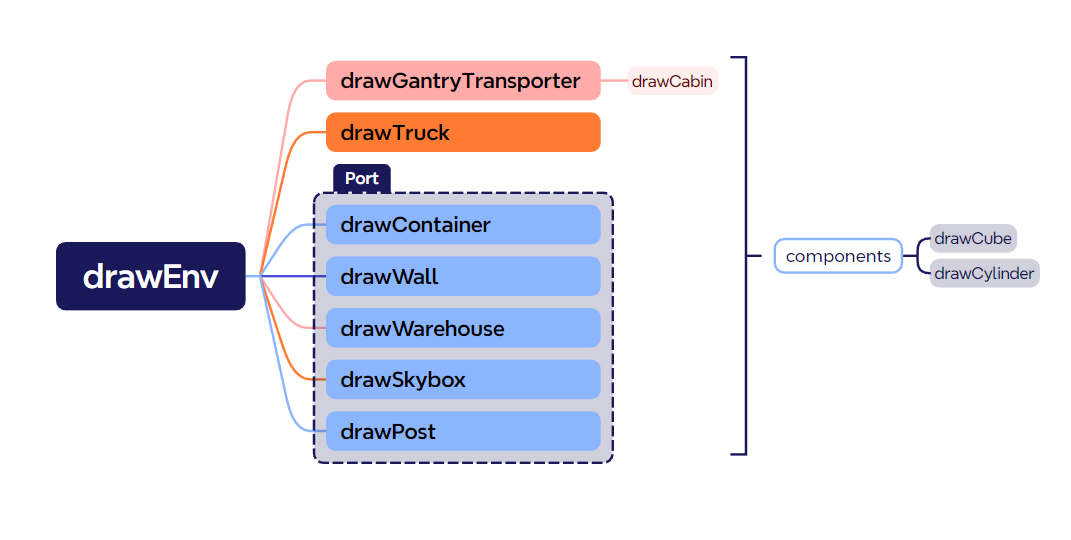 drawEnv
drawGantryTransporter
drawCabin
drawTruck
Port
drawContainer
drawWall
drawWarehouse
drawSkybox
drawPost
components
drawCube
drawCylinder